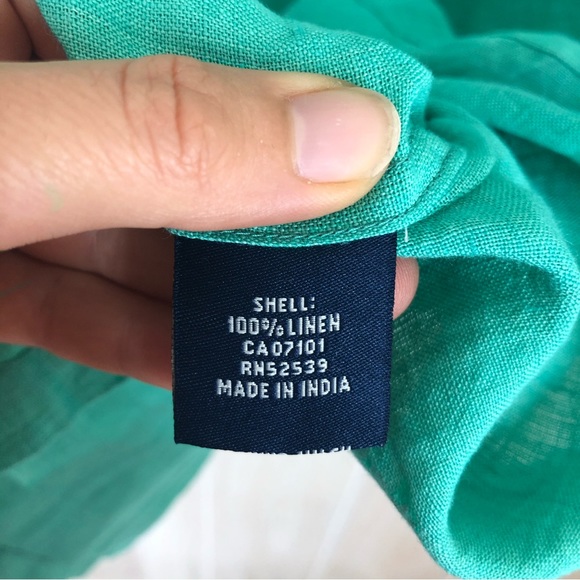 SHELL:
100% LINEN
CA07101
RN52539
MADE IN INDIA